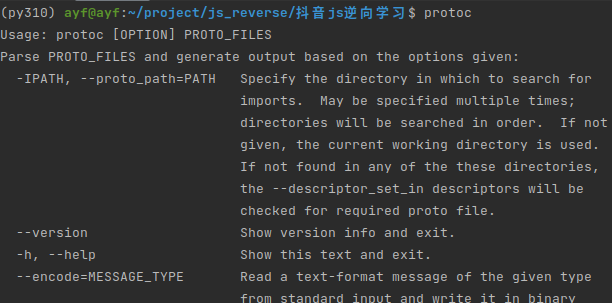 (py310) ayf@ayf:~/project/js_reverse/抖音js逆向学习$ protoc
Usage: protoc [OPTION] PROTO_FILES
Parse PROTO_FILES and generate output based on the options given:
  -IPATH, --proto_path=PATH   Specify the directory in which to search for
                              imports.  May be specified multiple times;
                              directories will be searched in order.  If not
                              given, the current working directory is used.
                              If not found in any of the these directories,
                              the --descriptor_set_in descriptors will be
                              checked for required proto file.
  --version                   Show version info and exit.
  -h, --help                  Show this text and exit.
  --encode=MESSAGE_TYPE       Read a text-format message of the given type
                              from standard input and write it in binary